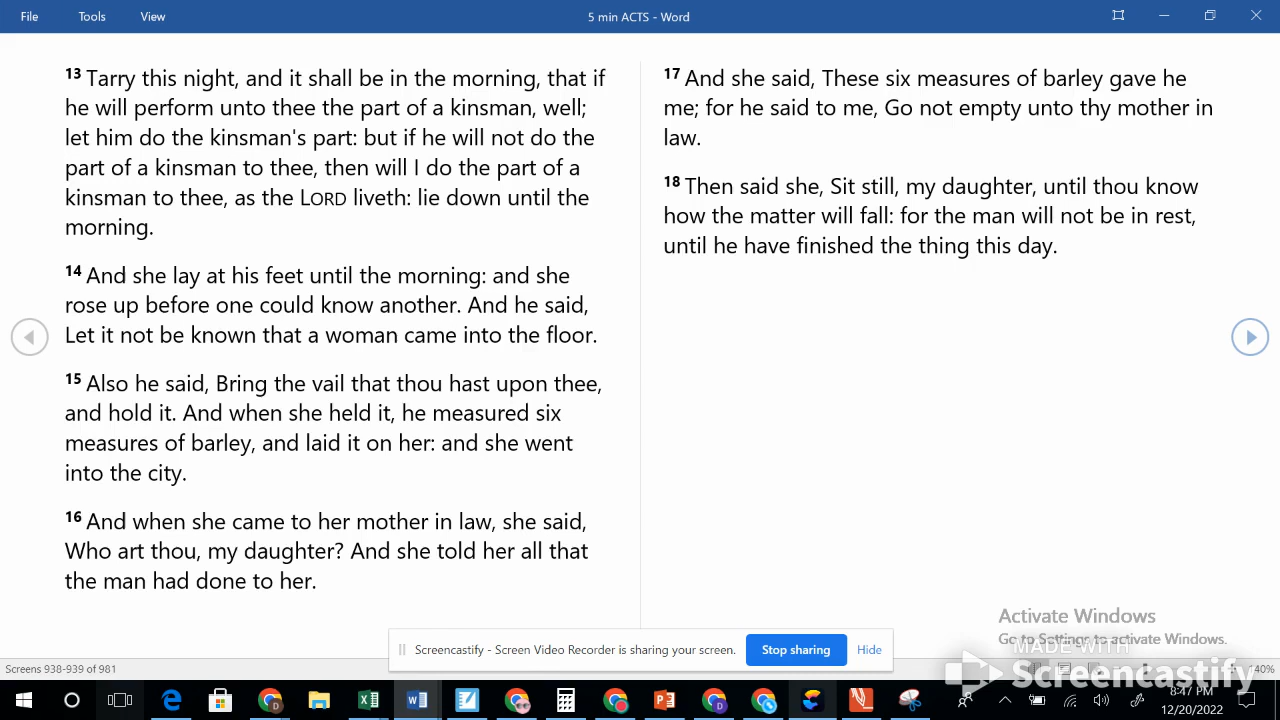 File Tools View 5 min ACTS - Word
13 Tarry this night, and it shall be in the morning, that if
he will perform unto thee the part of a kinsman, well;
let him do the kinsman's part: but if he will not do the
part of a kinsman to thee, then will I do the part of a
kinsman to thee, as the LORD liveth: lie down until the
morning.
14 And she lay at his feet until the morning: and she
rose up before one could know another. And he said,
Let it not be known that a woman came into the floor.
15 Also he said, Bring the vail that thou hast upon thee,
and hold it. And when she held it, he measured six
measures of barley, and laid it on her: and she went
into the city.
16 And when she came to her mother in law, she said,
Who art thou, my daughter? And she told her all that
the man had done to her.
17 And she said, These six measures of barley gave he
me; for he said to me, Go not empty unto thy mother in
law.
18 Then said she, Sit still, my daughter, until thou know
how the matter will fall: for the man will not be in rest,
until he have finished the thing this day.
Activate Windows
Go to Settings to activate Windows.
MADE WITH
Screencastify
Screencastify - Screen Video Recorder is sharing your screen. Stop sharing Hide
Screens 938-939 of 981
140%
8:47 PM
12/20/2022